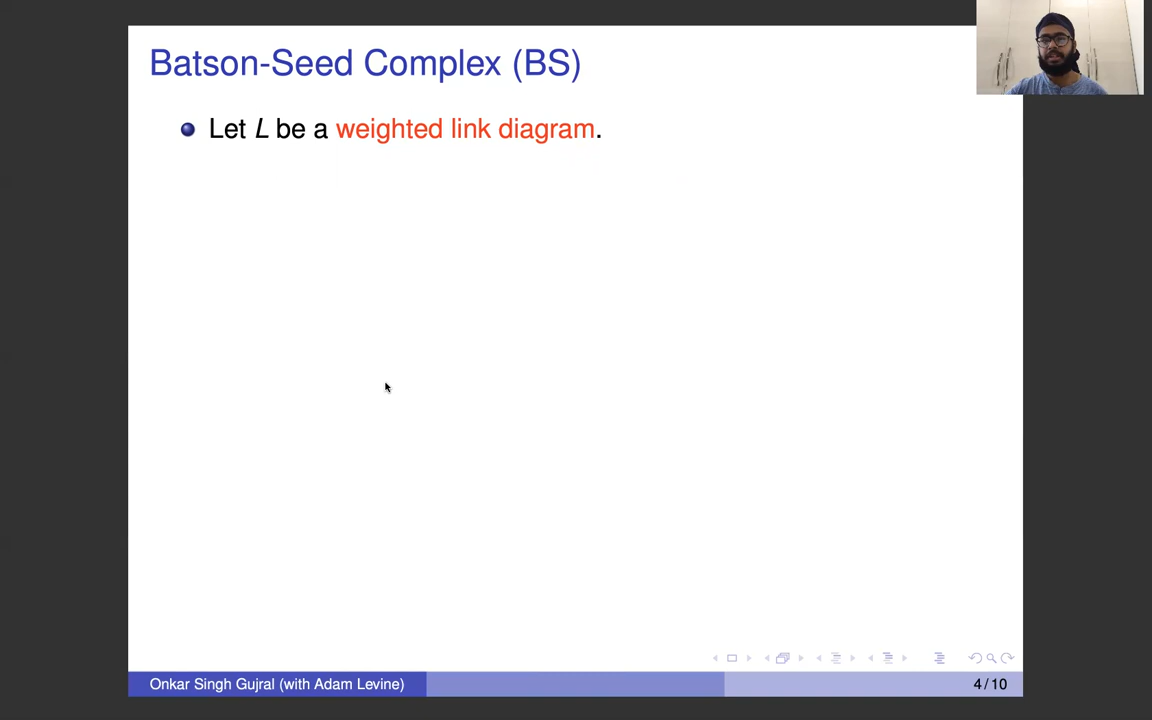 Batson-Seed Complex (BS)
Let L be a weighted link diagram.
Onkar Singh Gujral (with Adam Levine)
4 / 10